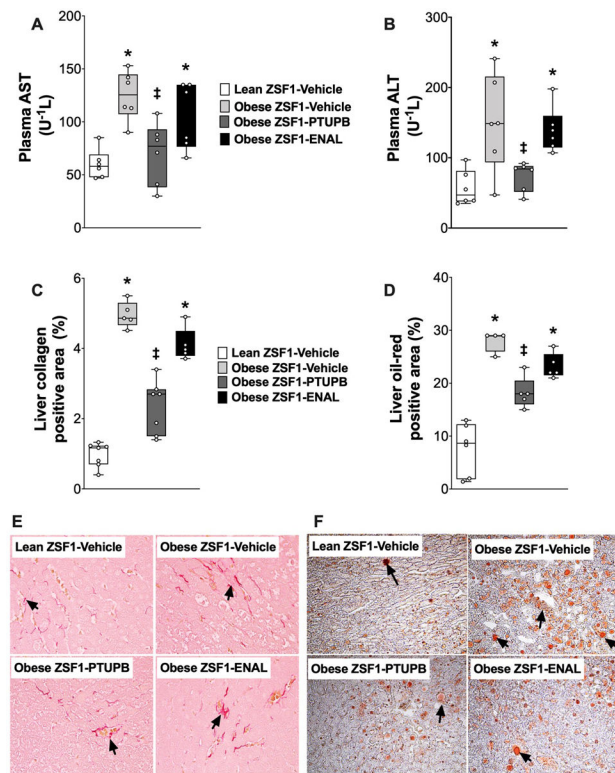 A
Plasma AST
(U-1L)
150
100
50
0
*
‡
*
Lean ZSF1-Vehicle
Obese ZSF1-Vehicle
Obese ZSF1-PTUPB
Obese ZSF1-ENAL
B
Plasma ALT
(U-1L)
300
200
100
0
*
‡
*
C
Liver collagen
positive area (%)
6
4
2
0
*
‡
*
Lean ZSF1-Vehicle
Obese ZSF1-Vehicle
Obese ZSF1-PTUPB
Obese ZSF1-ENAL
D
Liver oil-red
positive area (%)
40
30
20
10
0
*
‡
*
E
Lean ZSF1-Vehicle
Obese ZSF1-Vehicle
Obese ZSF1-PTUPB
Obese ZSF1-ENAL
F
Lean ZSF1-Vehicle
Obese ZSF1-Vehicle
Obese ZSF1-PTUPB
Obese ZSF1-ENAL